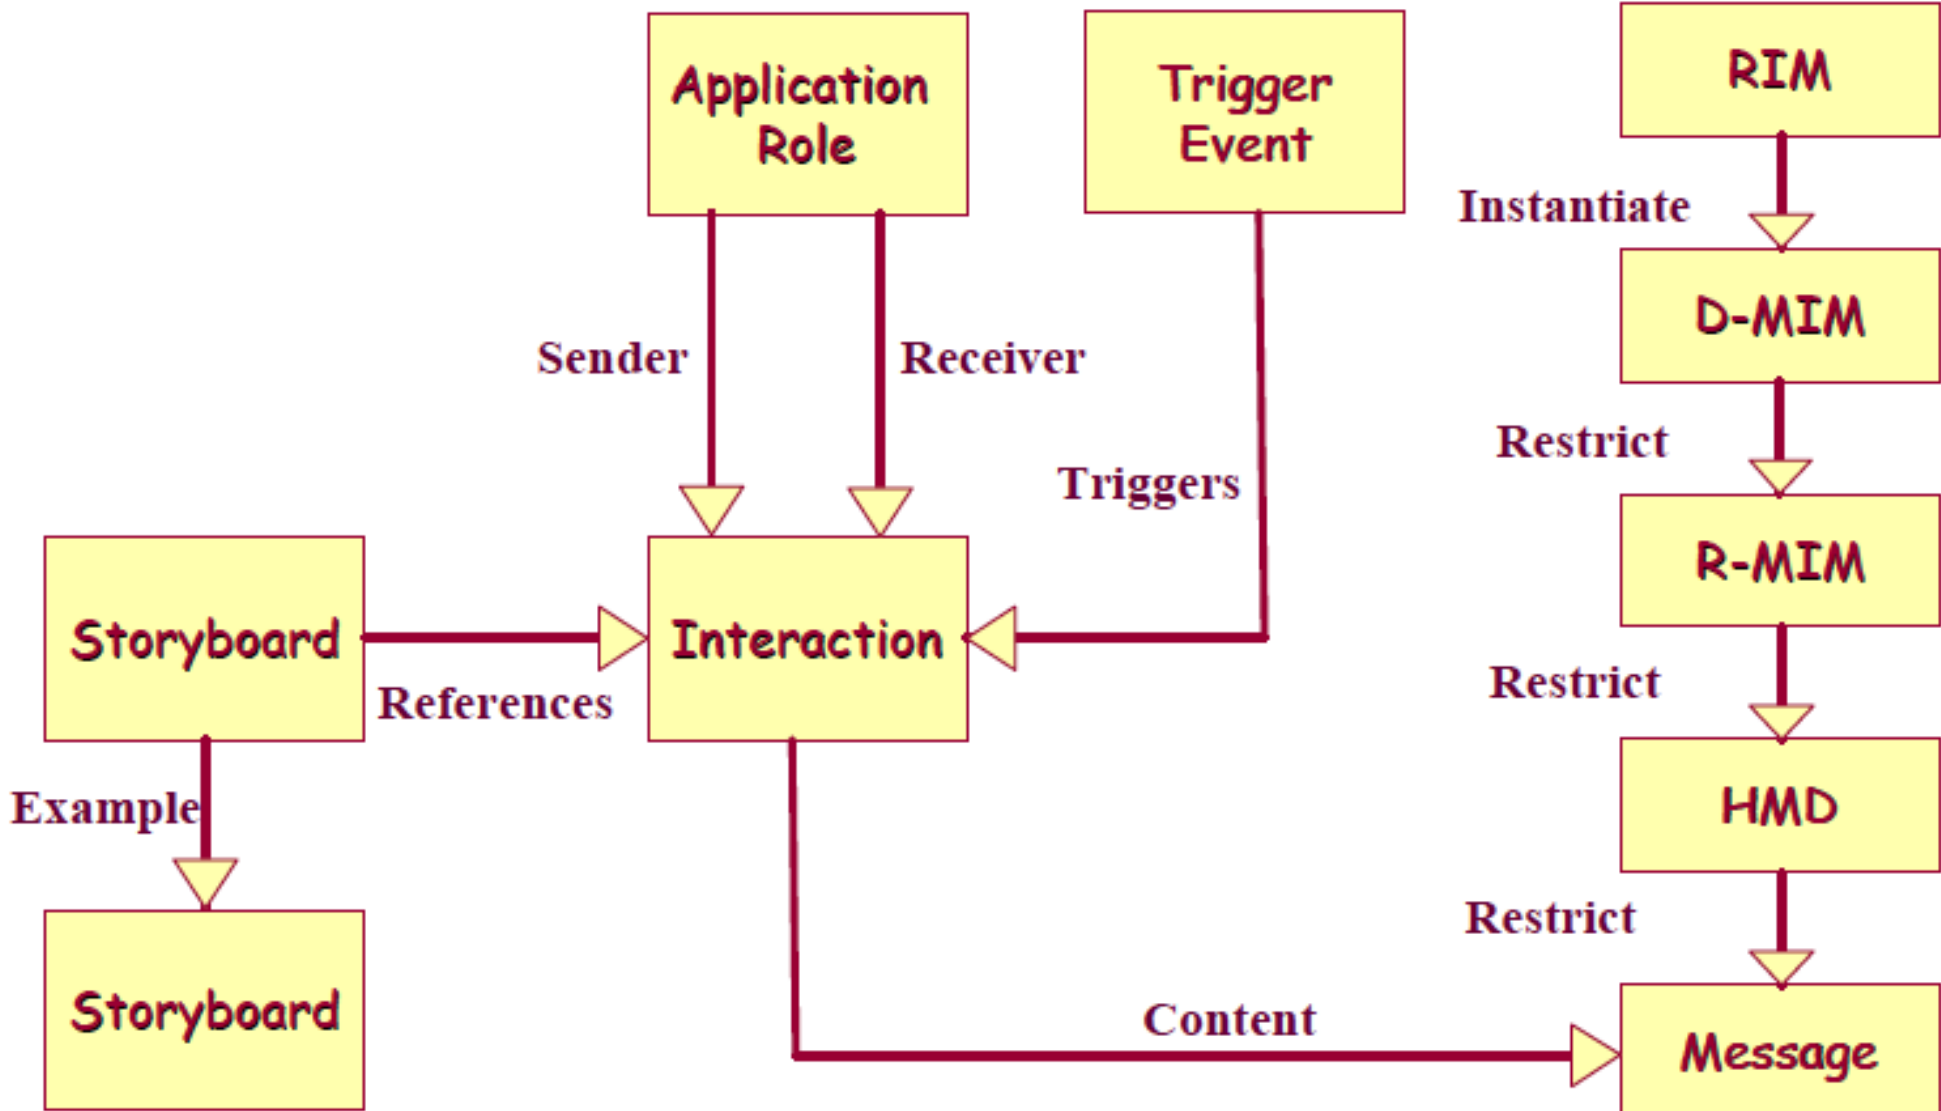 Application
Role
Trigger
Event
RIM
Instantiate
D-MIM
Sender
Receiver
Restrict
Triggers
R-MIM
Storyboard
Interaction
References
Restrict
Example
HMD
Restrict
Storyboard
Content
Message